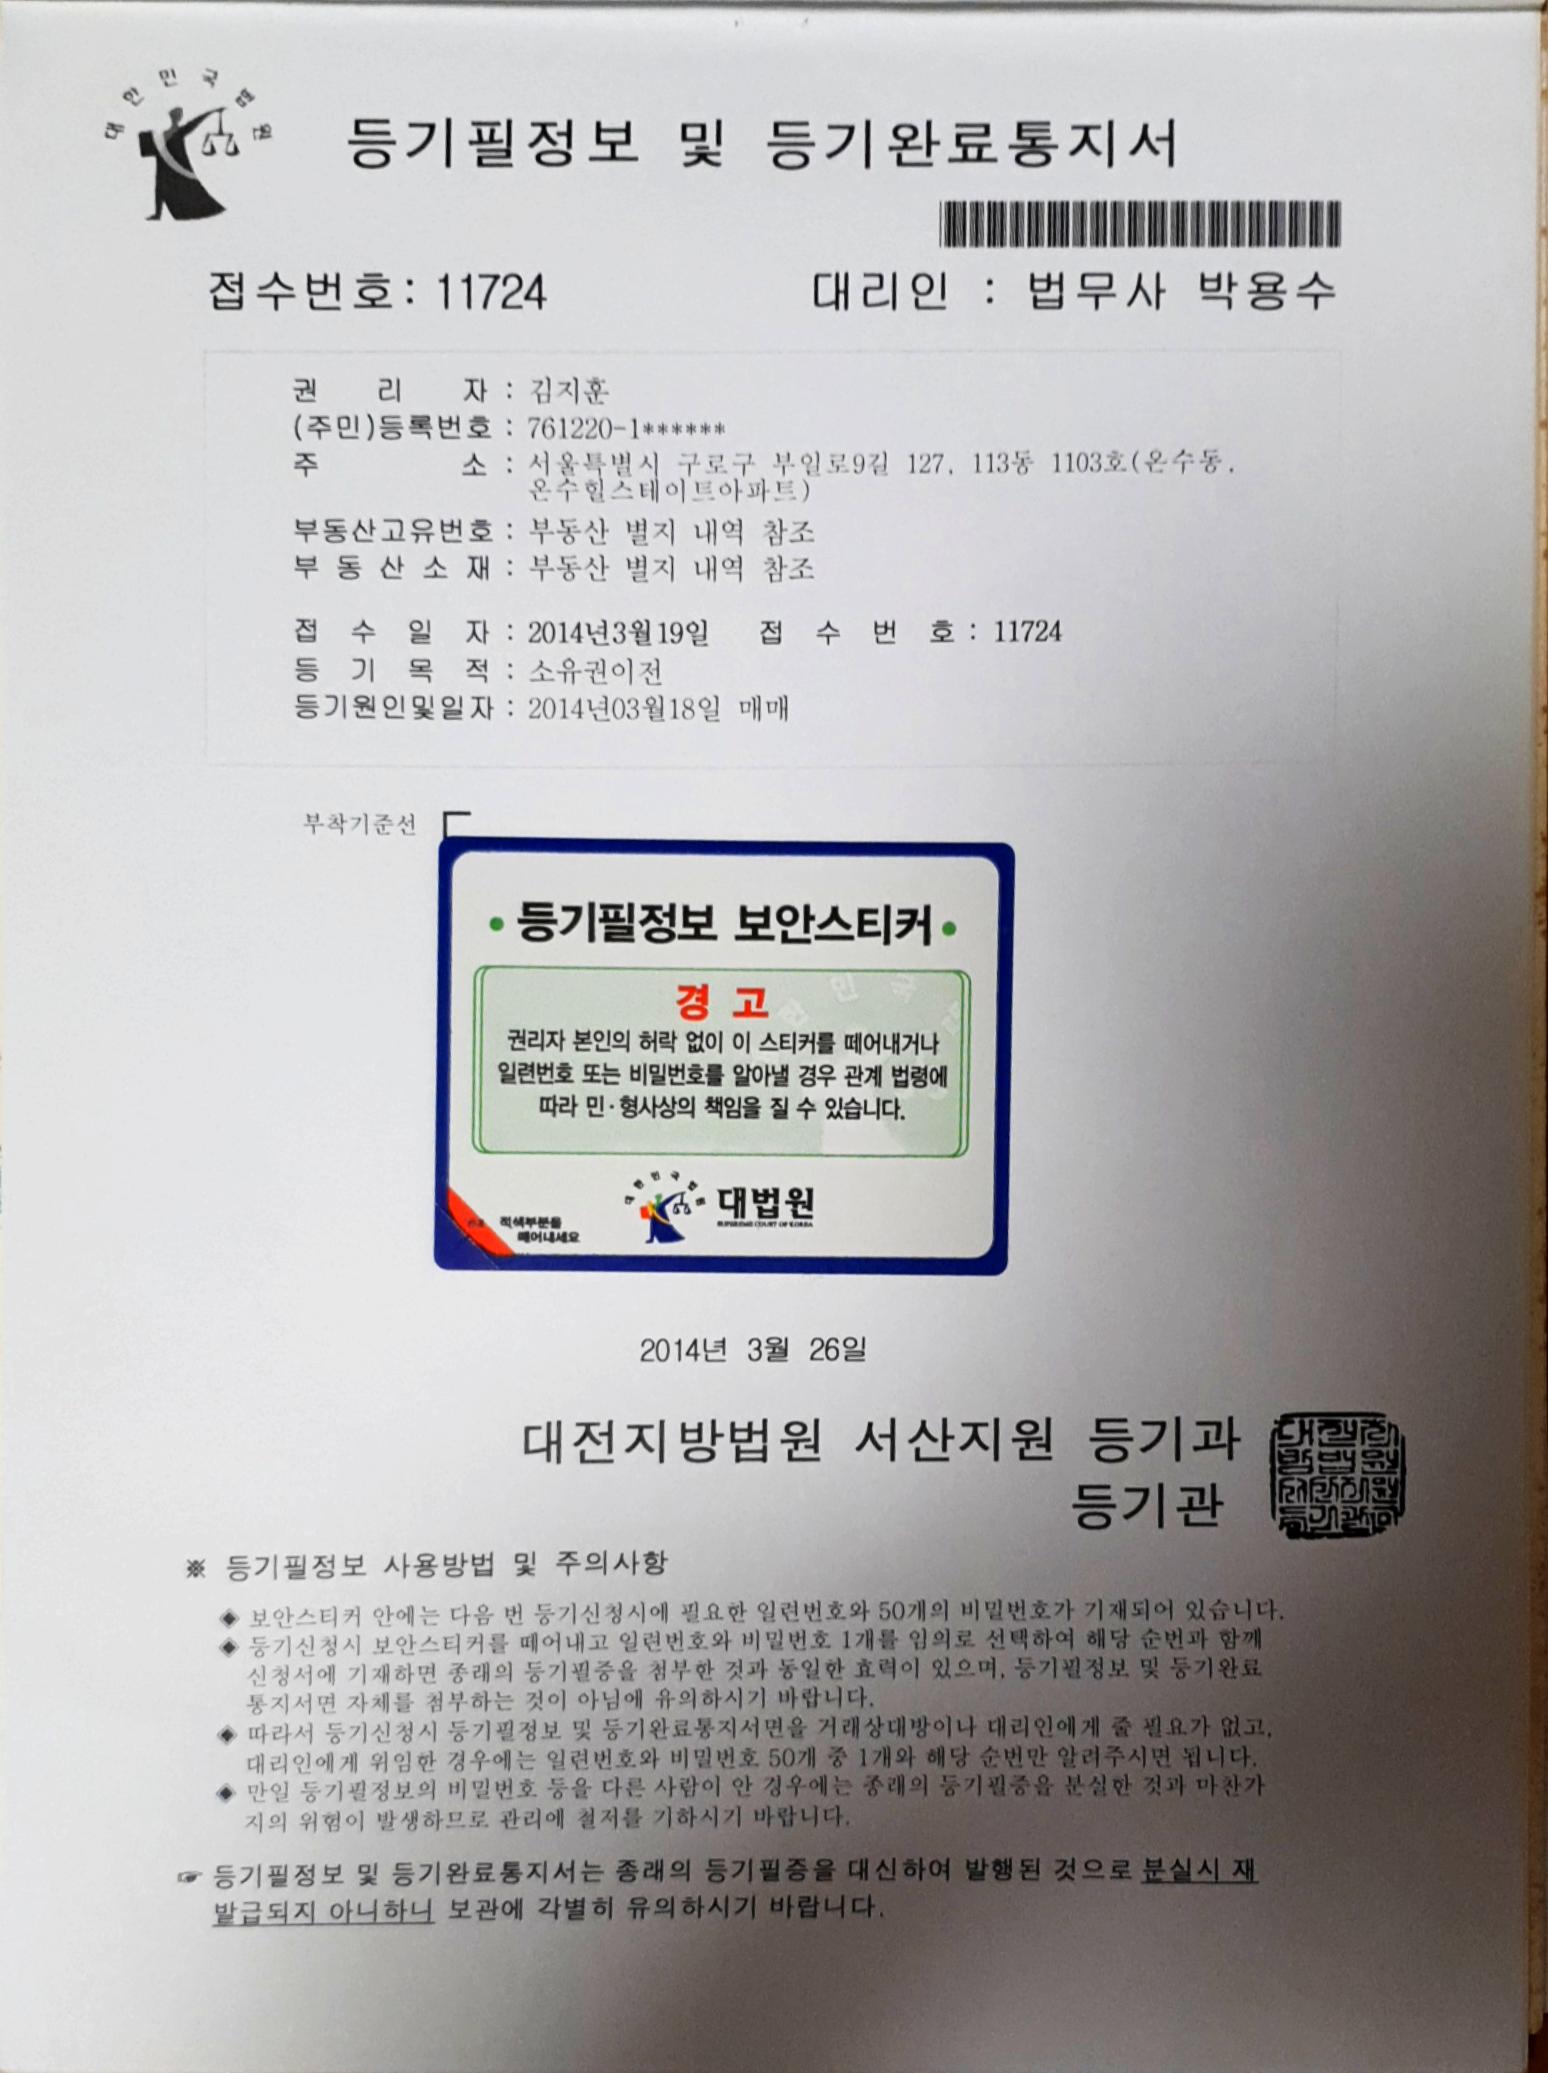 대한민국법원
등기필정보 및 등기완료통지서
접수번호: 11724 대리인 : 법무사 박용수
권 리 자 : 김지훈
(주민)등록번호 : 761220-1******
주 소 : 서울특별시 구로구 부일로9길 127, 113동 1103호(온수동,
온수힐스테이트아파트)
부동산고유번호 : 부동산 별지 내역 참조
부 동 산 소 재 : 부동산 별지 내역 참조
접 수 일 자 : 2014년3월19일 접 수 번 호 : 11724
등 기 목 적 : 소유권이전
등기원인및일자 : 2014년03월18일 매매
부착기준선
• 등기필정보 보안스티커 •
경 고
권리자 본인의 허락 없이 이 스티커를 떼어내거나
일련번호 또는 비밀번호를 알아낼 경우 관계 법령에
따라 민·형사상의 책임을 질 수 있습니다.
대한민국법원
대법원
SUPREME COURT OF KOREA
적색부분을
떼어내세요
2014년 3월 26일
대전지방법원 서산지원 등기과
등기관
※ 등기필정보 사용방법 및 주의사항
◈ 보안스티커 안에는 다음 번 등기신청시에 필요한 일련번호와 50개의 비밀번호가 기재되어 있습니다.
◈ 등기신청시 보안스티커를 떼어내고 일련번호와 비밀번호 1개를 임의로 선택하여 해당 순번과 함께
신청서에 기재하면 종래의 등기필증을 첨부한 것과 동일한 효력이 있으며, 등기필정보 및 등기완료
통지서면 자체를 첨부하는 것이 아님에 유의하시기 바랍니다.
◈ 따라서 등기신청시 등기필정보 및 등기완료통지서면을 거래상대방이나 대리인에게 줄 필요가 없고,
대리인에게 위임한 경우에는 일련번호와 비밀번호 50개 중 1개와 해당 순번만 알려주시면 됩니다.
◈ 만일 등기필정보의 비밀번호 등을 다른 사람이 안 경우에는 종래의 등기필증을 분실한 것과 마찬가
지의 위험이 발생하므로 관리에 철저를 기하시기 바랍니다.
☞ 등기필정보 및 등기완료통지서는 종래의 등기필증을 대신하여 발행된 것으로 분실시 재
발급되지 아니하니 보관에 각별히 유의하시기 바랍니다.